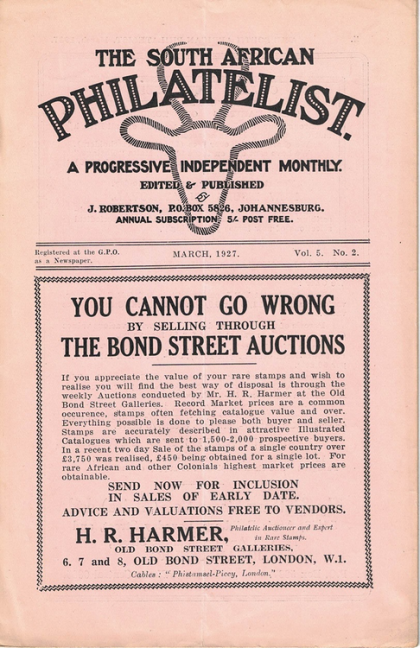 THE SOUTH AFRICAN
PHILATELIST.
A PROGRESSIVE INDEPENDENT MONTHLY.
EDITED & PUBLISHED
BY
J. ROBERTSON, P.O. BOX 5826, JOHANNESBURG.
ANNUAL SUBSCRIPTION, 5/- POST FREE.
Registered at the G.P.O.
as a Newspaper.
MARCH, 1927.
Vol. 5. No. 2.
YOU CANNOT GO WRONG
BY SELLING THROUGH
THE BOND STREET AUCTIONS
If you appreciate the value of your rare stamps and wish to
realise you will find the best way of disposal is through the
weekly Auctions conducted by Mr. H. R. Harmer at the Old
Bond Street Galleries. Record Market prices are a common
occurence, stamps often fetching catalogue value and over.
Everything possible is done to please both buyer and seller.
Stamps are accurately described in attractive Illustrated
Catalogues which are sent to 1,500-2,000 prospective buyers.
In a recent two day Sale of the stamps of a single country over
£3,750 was realised, £450 being obtained for a single lot. For
rare African and other Colonials highest market prices are
obtainable.
SEND NOW FOR INCLUSION
IN SALES OF EARLY DATE.
ADVICE AND VALUATIONS FREE TO VENDORS.
H. R. HARMER, Philatelic Auctioneer and Expert
in Rare Stamps.
OLD BOND STREET GALLERIES,
6, 7 and 8, OLD BOND STREET, LONDON, W.1.
Cables: "Phistamsel-Piccy, London."